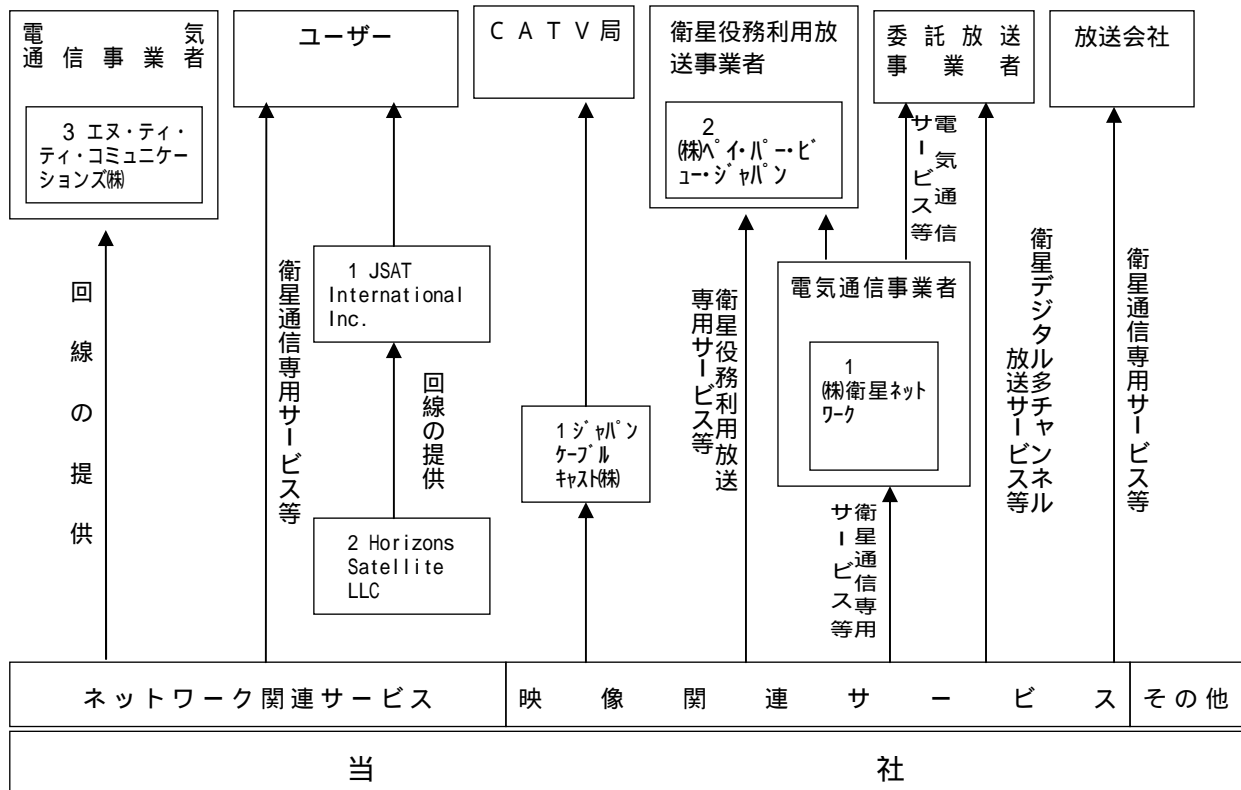 電気
通信事業者
3 エヌ・ティ・
ティ・コミュニケー
ションズ㈱
ユーザー
CATV局
衛星役務利用放
送事業者
2
㈱ﾍﾟｲ･ﾊﾟｰ･ﾋﾞ
ｭｰ･ｼﾞｬﾊﾟﾝ
委託放送
事業者
放送会社
回線の提供
衛星通信専用サービス等
1 JSAT
International
Inc.
回線の提供
2 Horizons
Satellite
LLC
1 ｼﾞｬﾊﾟﾝ
ｹｰﾌﾞﾙ
ｷｬｽﾄ㈱
衛星役務利用放送
専用サービス等
電気通信
サービス等
電気通信事業者
1
㈱衛星ﾈｯﾄ
ﾜｰｸ
衛星通信専用
サービス等
衛星デジタル多チャンネル
放送サービス等
衛星通信専用サービス等
ネットワーク関連サービス
映像関連サービス
その他
当社